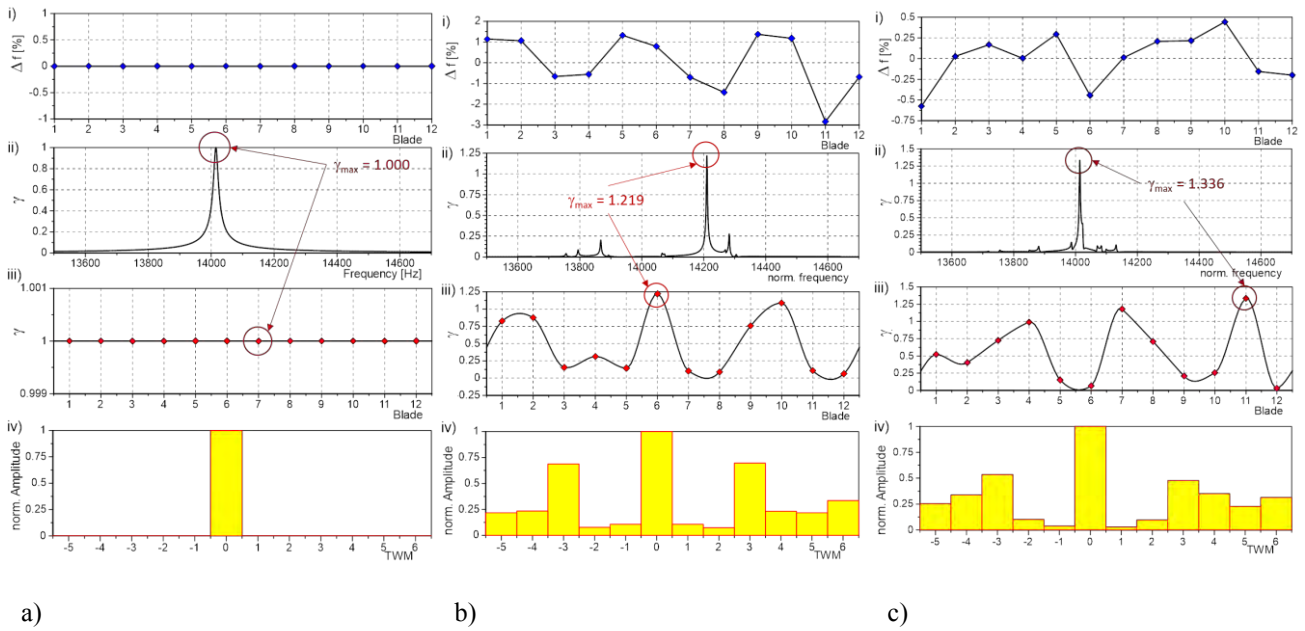 i)
Δ f [%]
1
0.5
0
-0.5
-1
1 2 3 4 5 6 7 8 9 10 11 12
Blade
ii)
γ
1
0.8
0.6
0.4
0.2
0
γmax = 1.000
13500 13800 14100 14400 14700
Frequency [Hz]
iii)
γ
1.001
1
0.999
1 2 3 4 5 6 7 8 9 10 11 12
Blade
iv)
norm. Amplitude
1
0.75
0.5
0.25
0
-5 -4 -3 -2 -1 0 1 2 3 4 5 6
TWM
a)
i)
Δ f [%]
2
1
0
-1
-2
-3
1 2 3 4 5 6 7 8 9 10 11 12
Blade
ii)
γ
1.25
1
0.75
0.5
0.25
0
γmax = 1.219
13500 13800 14100 14400 14700
norm. frequency
iii)
γ
1.25
1
0.75
0.5
0.25
0
1 2 3 4 5 6 7 8 9 10 11 12
Blade
iv)
norm. Amplitude
1
0.75
0.5
0.25
0
-5 -4 -3 -2 -1 0 1 2 3 4 5 6
TWM
b)
i)
Δ f [%]
0.5
0.25
0
-0.25
-0.5
-0.75
1 2 3 4 5 6 7 8 9 10 11 12
Blade
ii)
γ
1.5
1.25
1
0.75
0.5
0.25
0
γmax = 1.336
13500 13800 14100 14400 14700
norm. frequency
iii)
γ
1.5
1.25
1
0.75
0.5
0.25
0
1 2 3 4 5 6 7 8 9 10 11 12
Blade
iv)
norm. Amplitude
1
0.75
0.5
0.25
0
-5 -4 -3 -2 -1 0 1 2 3 4 5 6
TWM
c)